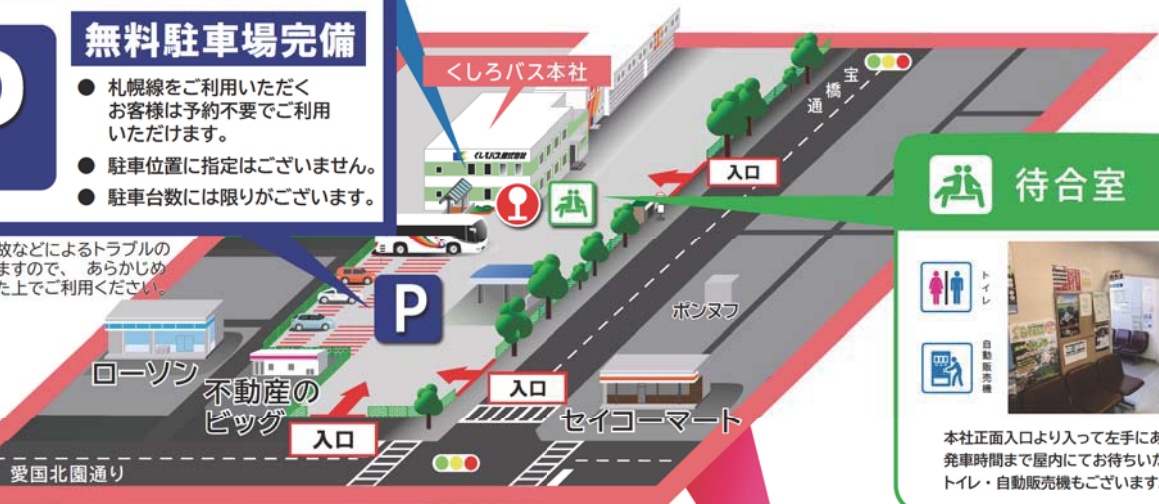 無料駐車場完備
● 札幌線をご利用いただく
お客様は予約不要でご利用
いただけます。
● 駐車位置に指定はございません。
● 駐車台数には限りがございます。
故などによるトラブルの
ますので、 あらかじめ
た上でご利用ください。
くしろバス本社
くしろバス株式会社
宝橋通
入口
待合室
トイレ
自動販売機
本社正面入口より入って左手にあ
発車時間まで屋内にてお待ちいた
トイレ・自動販売機もございます
P
ポンヌフ
ローソン
不動産の
ビッグ
入口
セイコーマート
入口
愛国北園通り